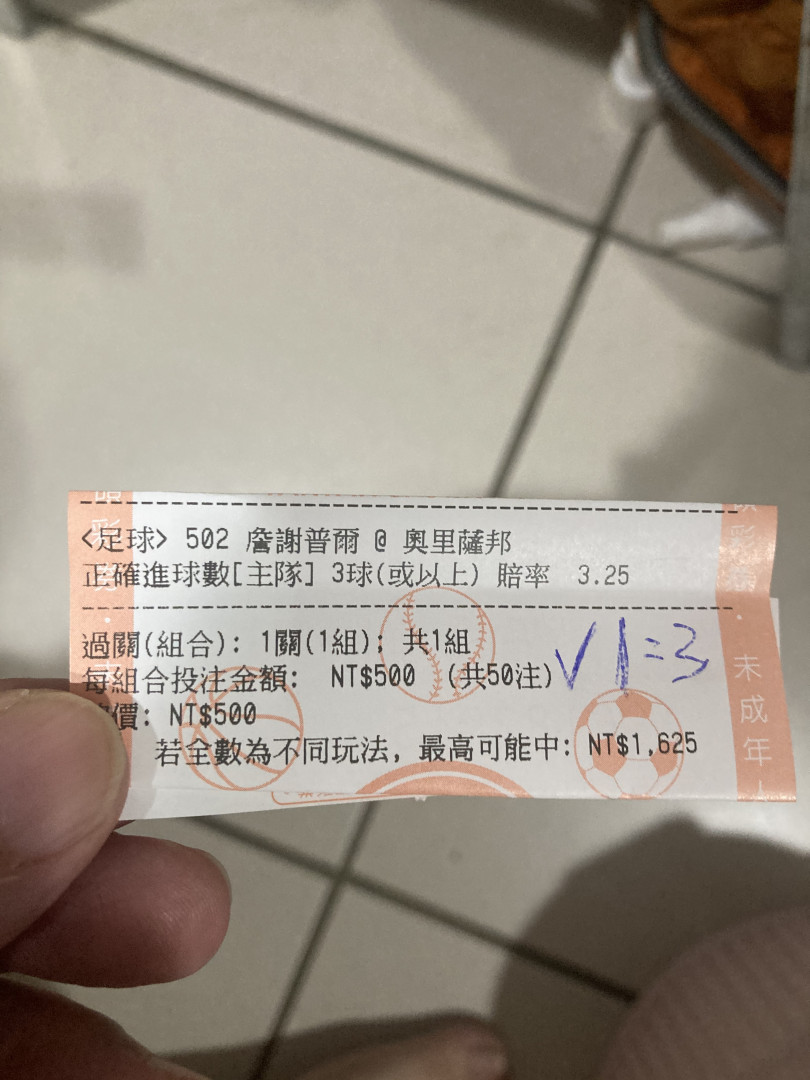 <足球> 502 詹謝普爾 @ 奧里薩邦
正確進球數[主隊] 3球(或以上) 賠率 3.25
過關(組合): 1關(1組); 共1組
每組合投注金額: NT$500 (共50注)
√ 1=3
價: NT$500
若全數為不同玩法, 最高可能中: NT$1,625
未成年